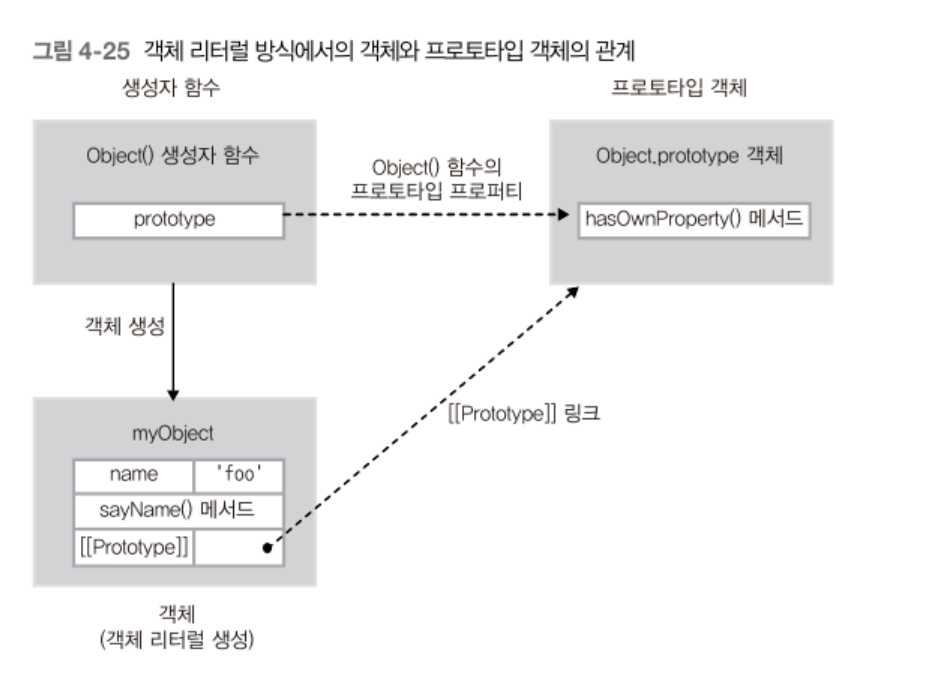 그림 4-25 객체 리터럴 방식에서의 객체와 프로토타입 객체의 관계
생성자 함수
프로토타입 객체
Object() 생성자 함수
prototype
Object() 함수의
프로토타입 프로퍼티
Object.prototype 객체
hasOwnProperty() 메서드
객체 생성
[[Prototype]] 링크
myObject
name 'foo'
sayName() 메서드
[[Prototype]]
객체
(객체 리터럴 생성)